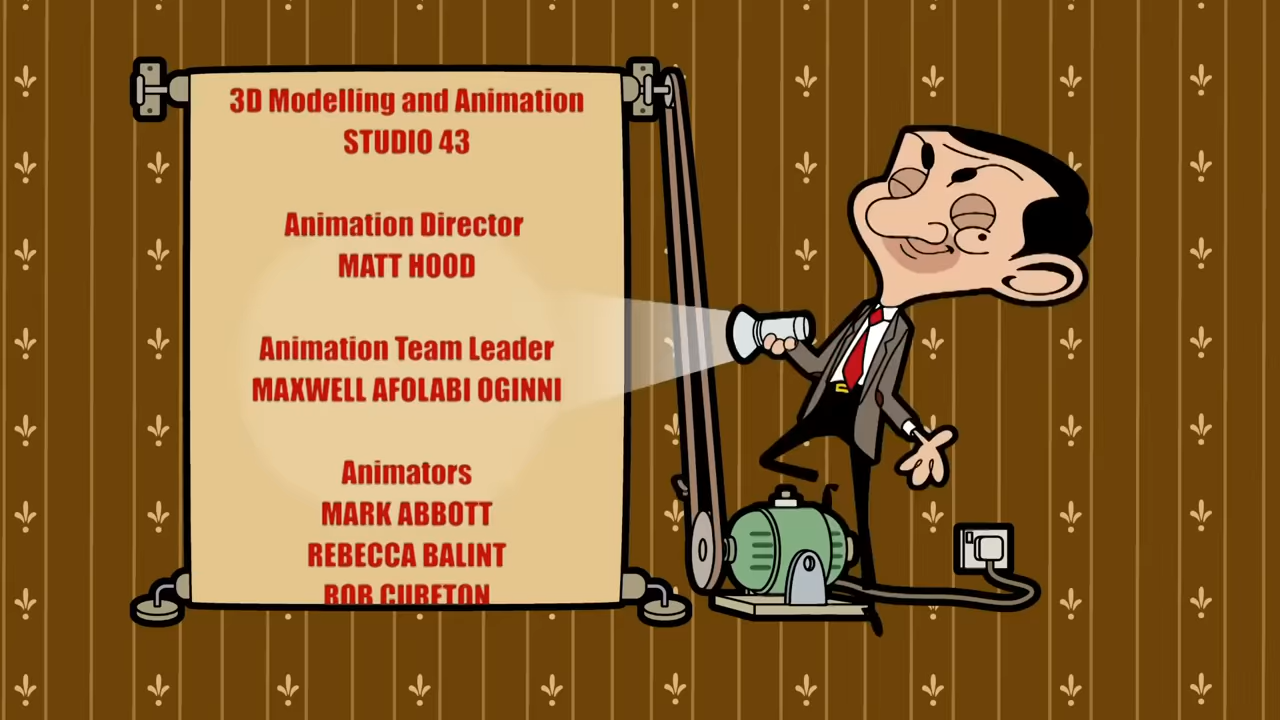 3D Modelling and Animation
STUDIO 43
Animation Director
MATT HOOD
Animation Team Leader
MAXWELL AFOLABI OGINNI
Animators
MARK ABBOTT
REBECCA BALINT
ROB CURETON